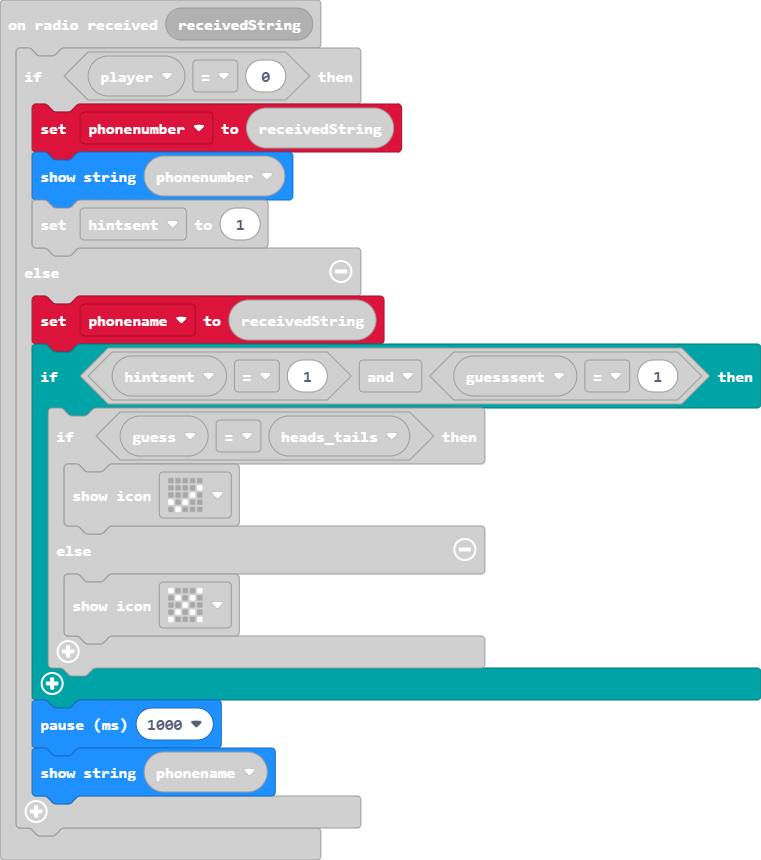 on radio received receivedString
if player = 0 then
set phonenumber to receivedString
show string phonenumber
set hintsent to 1
else
set phonename to receivedString
if hintsent = 1 and guesssent = 1 then
if guess = heads_tails then
show icon
else
show icon
pause (ms) 1000
show string phonename